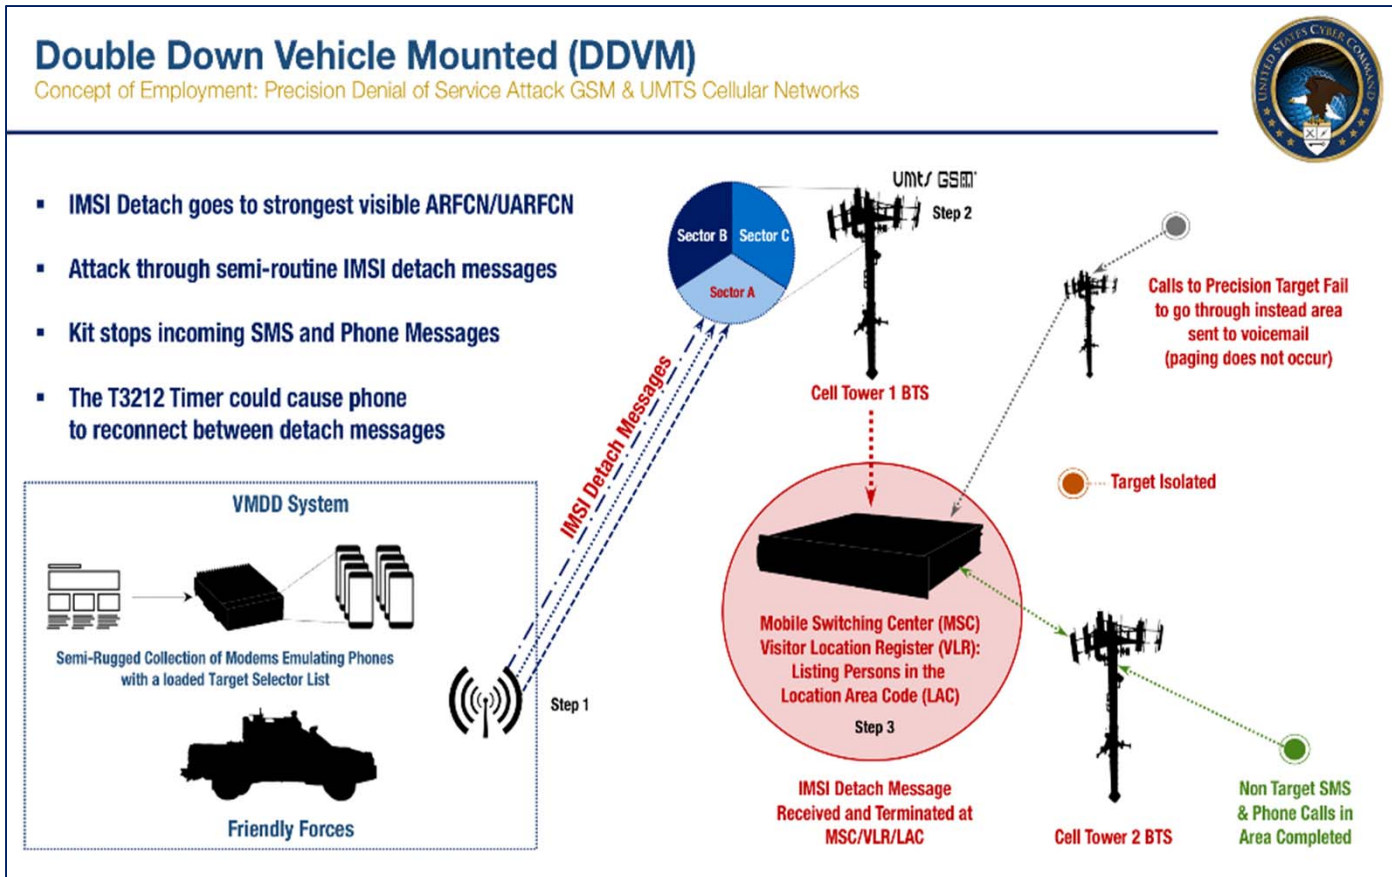 Double Down Vehicle Mounted (DDVM)
Concept of Employment: Precision Denial of Service Attack GSM & UMTS Cellular Networks
UNITED STATES CYBER COMMAND
▪ IMSI Detach goes to strongest visible ARFCN/UARFCN
▪ Attack through semi-routine IMSI detach messages
▪ Kit stops incoming SMS and Phone Messages
▪ The T3212 Timer could cause phone
to reconnect between detach messages
VMDD System
Semi-Rugged Collection of Modems Emulating Phones
with a loaded Target Selector List
Friendly Forces
Step 1
IMSI Detach Messages
Sector B
Sector C
Sector A
UMTS GSM
Step 2
Cell Tower 1 BTS
Mobile Switching Center (MSC)
Visitor Location Register (VLR):
Listing Persons in the
Location Area Code (LAC)
Step 3
IMSI Detach Message
Received and Terminated at
MSC/VLR/LAC
Calls to Precision Target Fail
to go through instead area
sent to voicemail
(paging does not occur)
Target Isolated
Cell Tower 2 BTS
Non Target SMS
& Phone Calls in
Area Completed